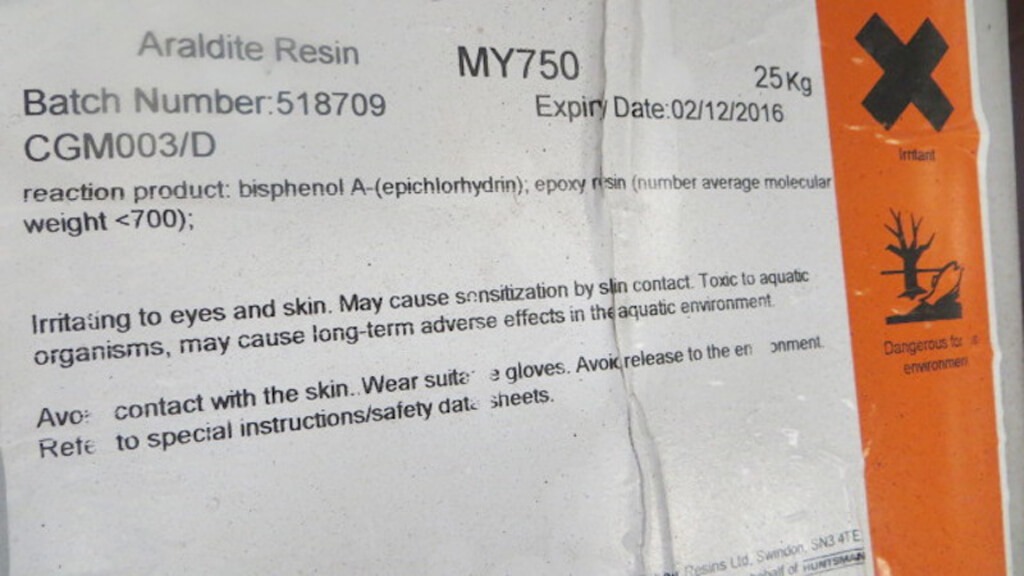 Araldite Resin
MY750
25Kg
Batch Number:518709
Expiry Date:02/12/2016
CGM003/D
reaction product: bisphenol A-(epichlorhydrin); epoxy resin (number average molecular
weight <700);
Irritating to eyes and skin. May cause sensitization by skin contact. Toxic to aquatic
organisms, may cause long-term adverse effects in the aquatic environment.
contact with the skin. Wear gloves. Avoid release to the
to special instructions/safety data sheets.
Resins Ltd, Swindon, SN3 4TE
behalf of HUNTSMAN
Irritant
Dangerous for
environment